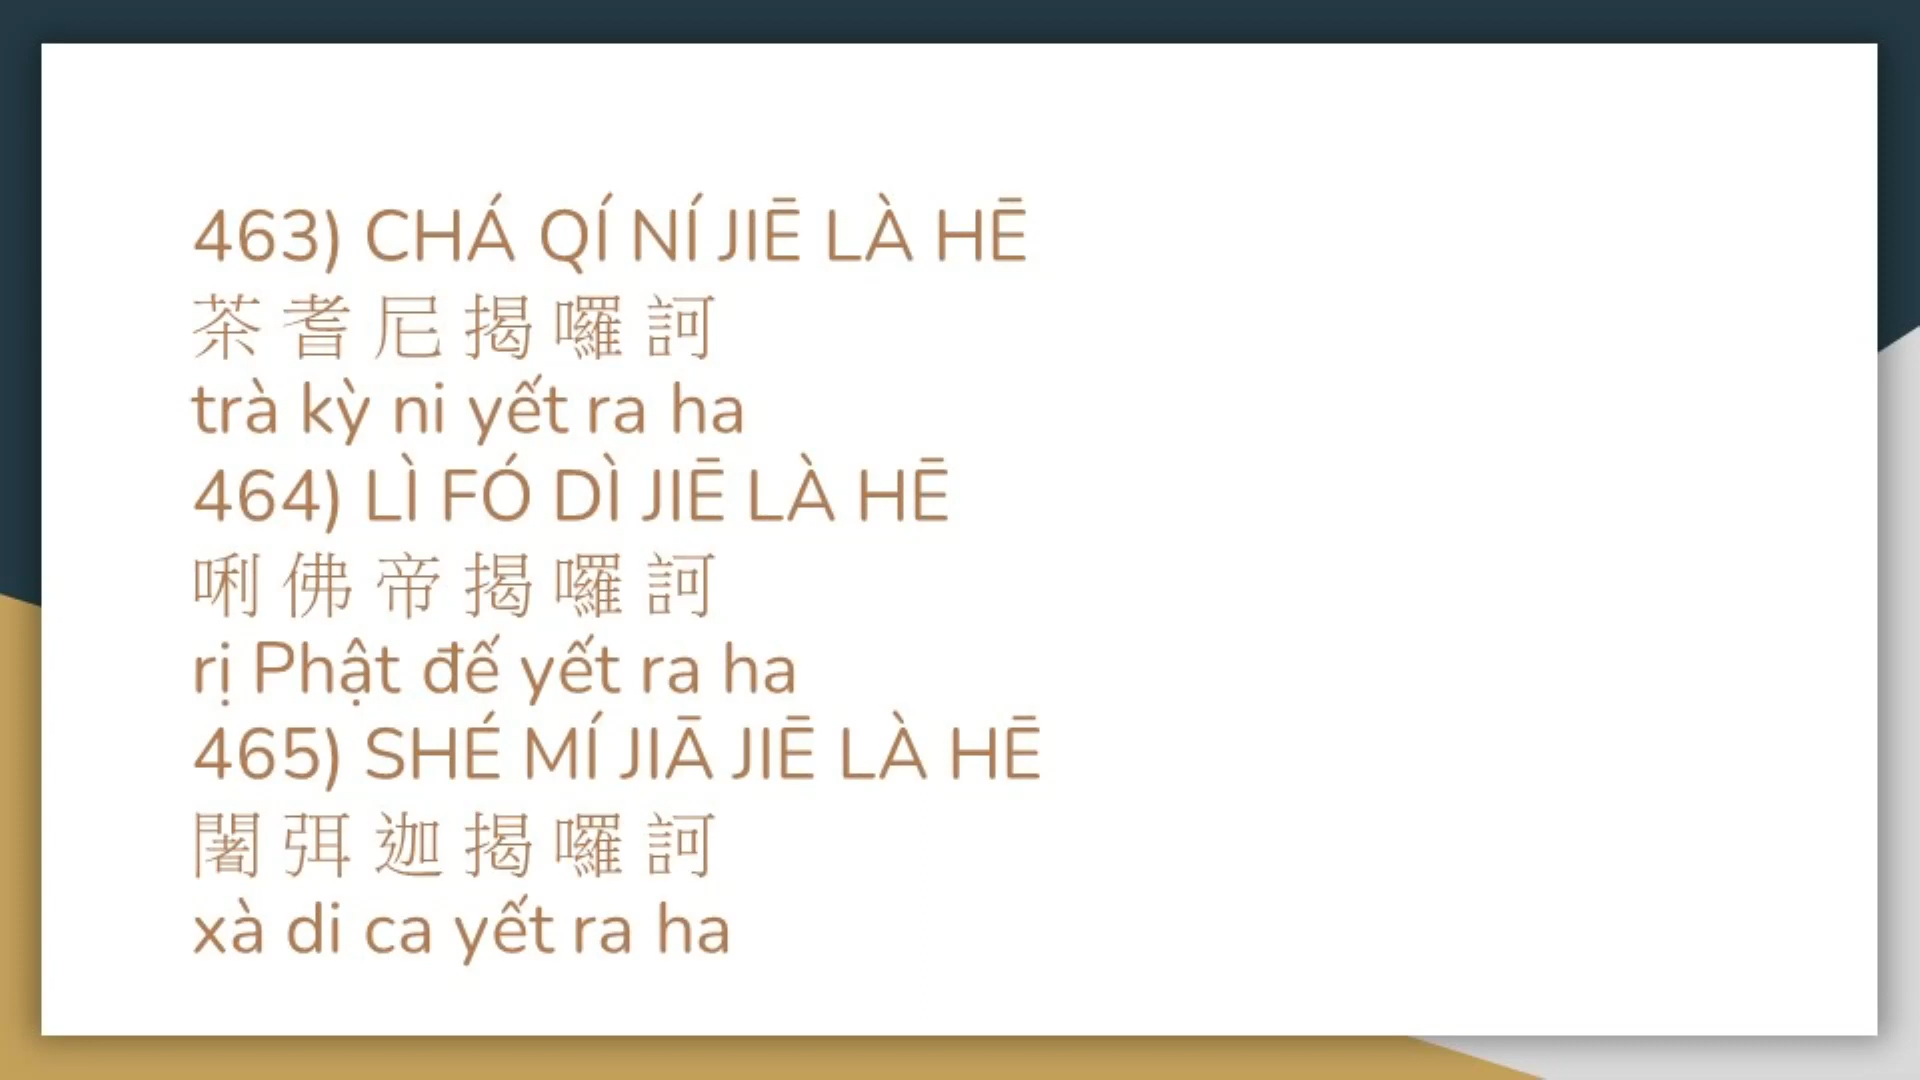 463) CHÁ QÍ NÍ JIĒ LÀ HĒ
茶 耆 尼 揭 囉 訶
trà kỳ ni yết ra ha
464) LÌ FÓ DÌ JIĒ LÀ HĒ
唎 佛 帝 揭 囉 訶
rị Phật đế yết ra ha
465) SHÉ MÍ JIĀ JIĒ LÀ HĒ
闍 弭 迦 揭 囉 訶
xà di ca yết ra ha